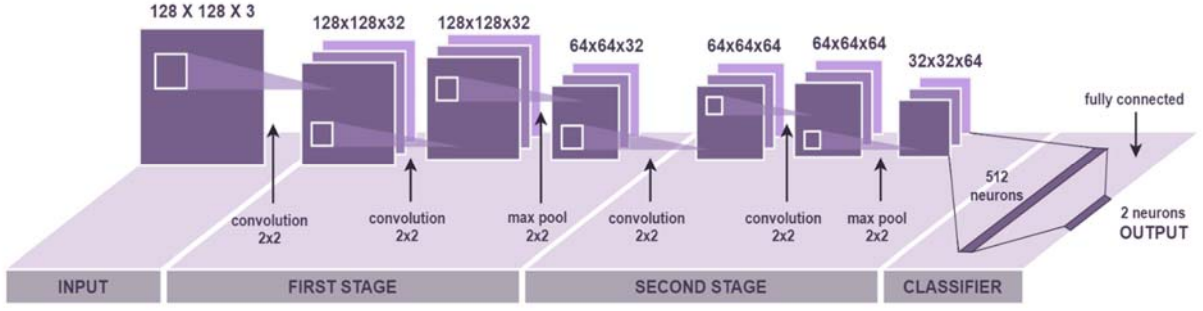 128 X 128 X 3
128x128x32
128x128x32
64x64x32
64x64x64
64x64x64
32x32x64
fully connected
convolution
2x2
convolution
2x2
max pool
2x2
convolution
2x2
convolution
2x2
max pool
2x2
512
neurons
2 neurons
OUTPUT
INPUT
FIRST STAGE
SECOND STAGE
CLASSIFIER